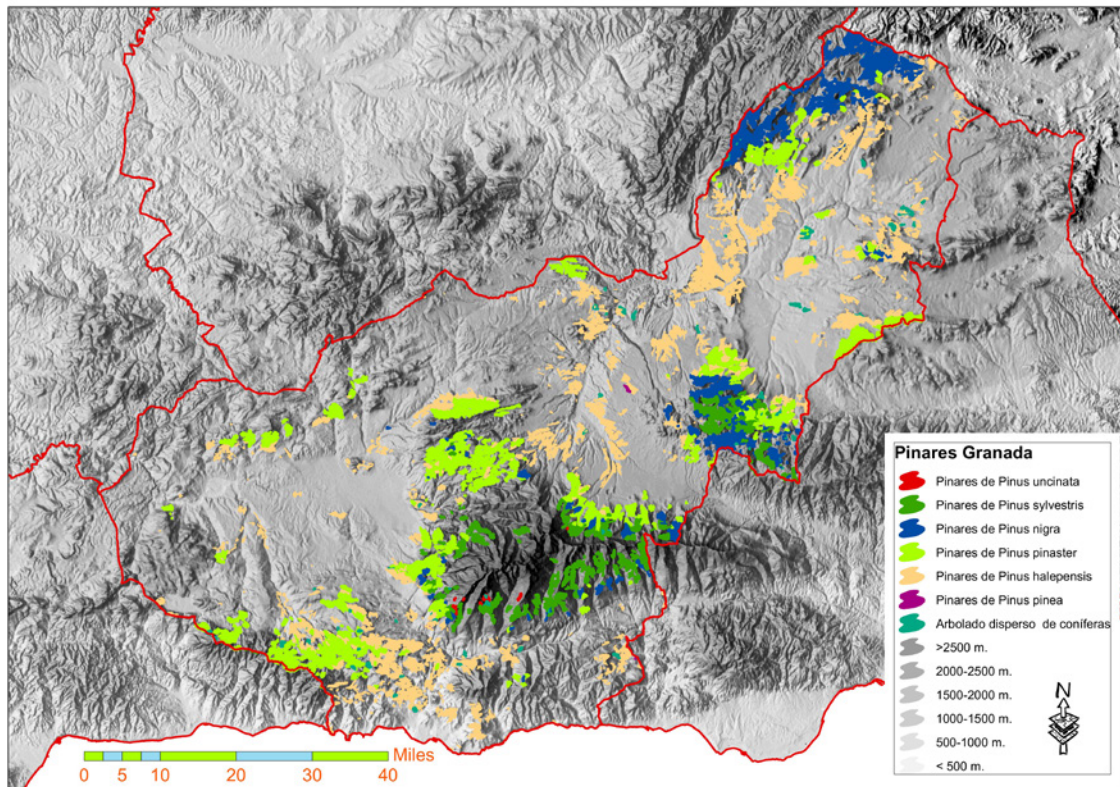 Pinares Granada
Pinares de Pinus uncinata
Pinares de Pinus sylvestris
Pinares de Pinus nigra
Pinares de Pinus pinaster
Pinares de Pinus halepensis
Pinares de Pinus pinea
Arbolado disperso de coníferas
>2500 m.
2000-2500 m.
1500-2000 m.
1000-1500 m.
500-1000 m.
< 500 m.
N
Miles
0 5 10 20 30 40